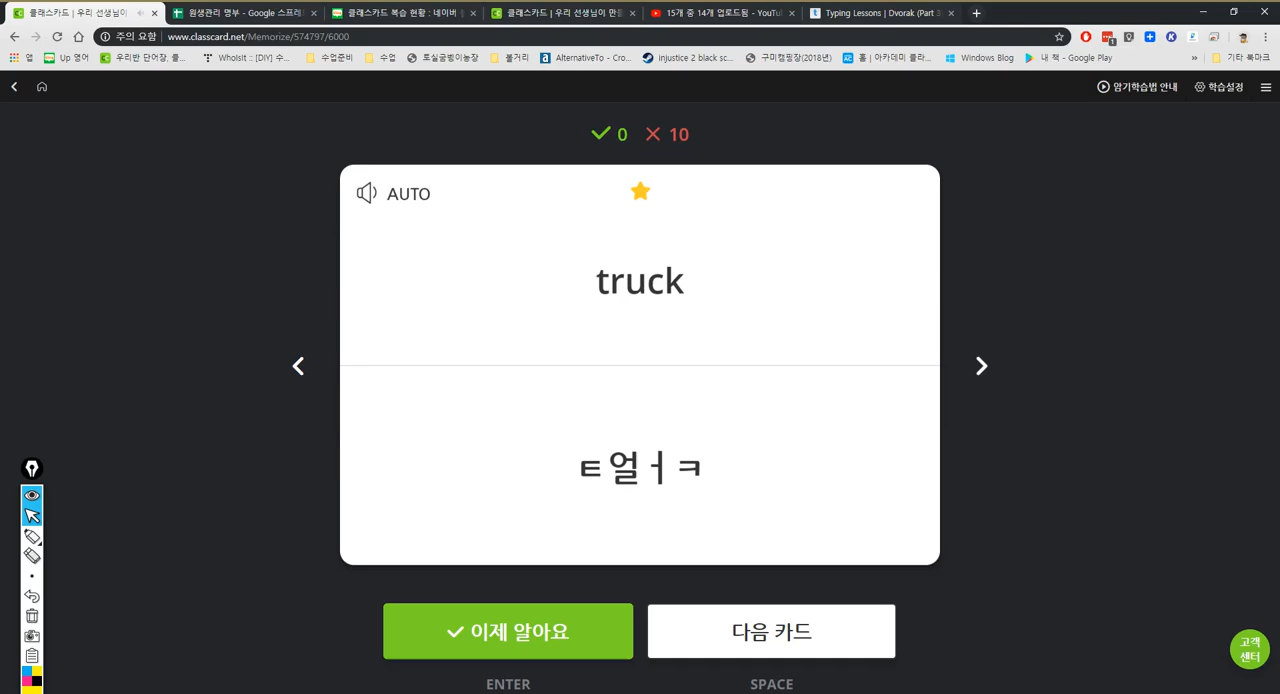 클래스카드 | 우리 선생님이
원생관리 명부 - Google 스프레
클래스카드 복습 현황 : 네이버
클래스카드 | 우리 선생님이 만든
15개 중 14개 업로드됨 - YouTu
Typing Lessons | Dvorak (Part 3
주의 요함 | www.classcard.net/Memorize/574797/6000
앱
Up 영어
우리반 단어장, 클...
WhoIst :: [DIY] 수...
수업준비
수업
토실굼벵이농장
볼거리
AlternativeTo - Cro...
injustice 2 black sc...
구미캠핑장(2018년)
홈 | 아카데미 클라...
Windows Blog
내 책 - Google Play
»
기타 북마크
암기학습법 안내
학습설정
0
10
AUTO
truck
ㅌ얼ㅓㅋ
이제 알아요
다음 카드
ENTER
SPACE
고객
센터